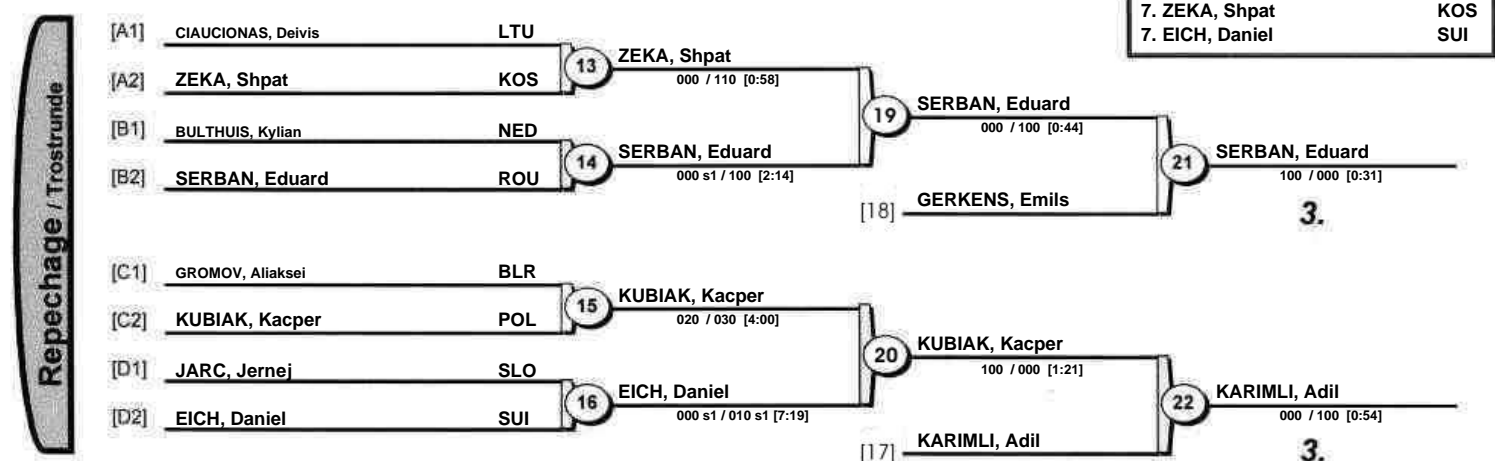 7. ZEKA, Shpat KOS
7. EICH, Daniel SUI
Repechage / Trostrunde
[A1] CIAUCIONAS, Deivis LTU
[A2] ZEKA, Shpat KOS
13 ZEKA, Shpat
000 / 110 [0:58]
[B1] BULTHUIS, Kylian NED
[B2] SERBAN, Eduard ROU
14 SERBAN, Eduard
000 s1 / 100 [2:14]
19 SERBAN, Eduard
000 / 100 [0:44]
[18] GERKENS, Emils
21 SERBAN, Eduard
100 / 000 [0:31]
3.
[C1] GROMOV, Aliaksei BLR
[C2] KUBIAK, Kacper POL
15 KUBIAK, Kacper
020 / 030 [4:00]
[D1] JARC, Jernej SLO
[D2] EICH, Daniel SUI
16 EICH, Daniel
000 s1 / 010 s1 [7:19]
20 KUBIAK, Kacper
100 / 000 [1:21]
[17] KARIMLI, Adil
22 KARIMLI, Adil
000 / 100 [0:54]
3.